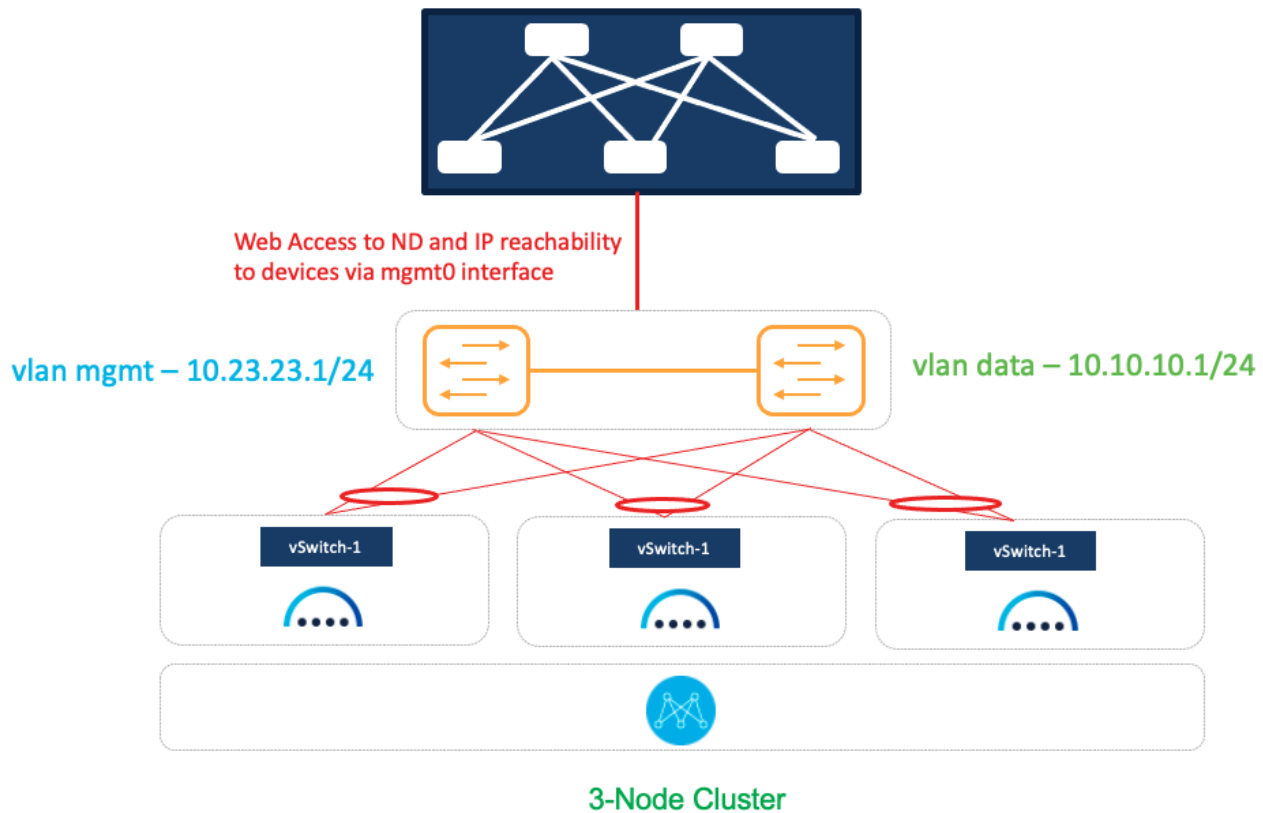 Web Access to ND and IP reachability
to devices via mgmt0 interface
vlan mgmt – 10.23.23.1/24
vlan data – 10.10.10.1/24
vSwitch-1
vSwitch-1
vSwitch-1
3-Node Cluster